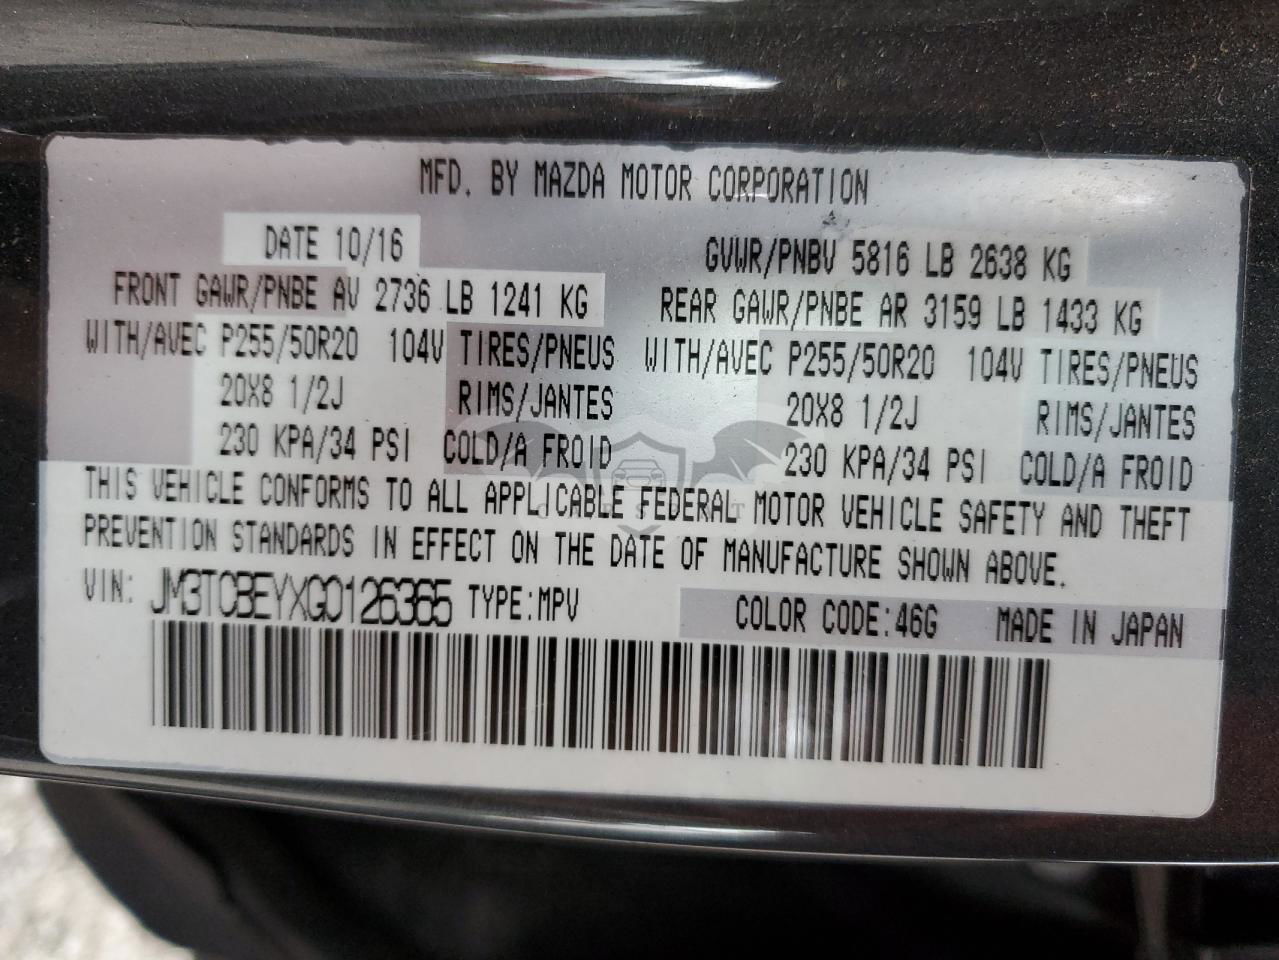 MFD. BY MAZDA MOTOR CORPORATION
DATE 10/16 GVWR/PNBV 5816 LB 2638 KG
FRONT GAWR/PNBE AV 2736 LB 1241 KG REAR GAWR/PNBE AR 3159 LB 1433 KG
WITH/AVEC P255/50R20 104V TIRES/PNEUS WITH/AVEC P255/50R20 104V TIRES/PNEUS
20X8 1/2J RIMS/JANTES 20X8 1/2J RIMS/JANTES
230 KPA/34 PSI COLD/A FROID 230 KPA/34 PSI COLD/A FROID
THIS VEHICLE CONFORMS TO ALL APPLICABLE FEDERAL MOTOR VEHICLE SAFETY AND THEFT
PREVENTION STANDARDS IN EFFECT ON THE DATE OF MANUFACTURE SHOWN ABOVE.
VIN: JM3TCBEYXG0126365 TYPE:MPV COLOR CODE:46G MADE IN JAPAN